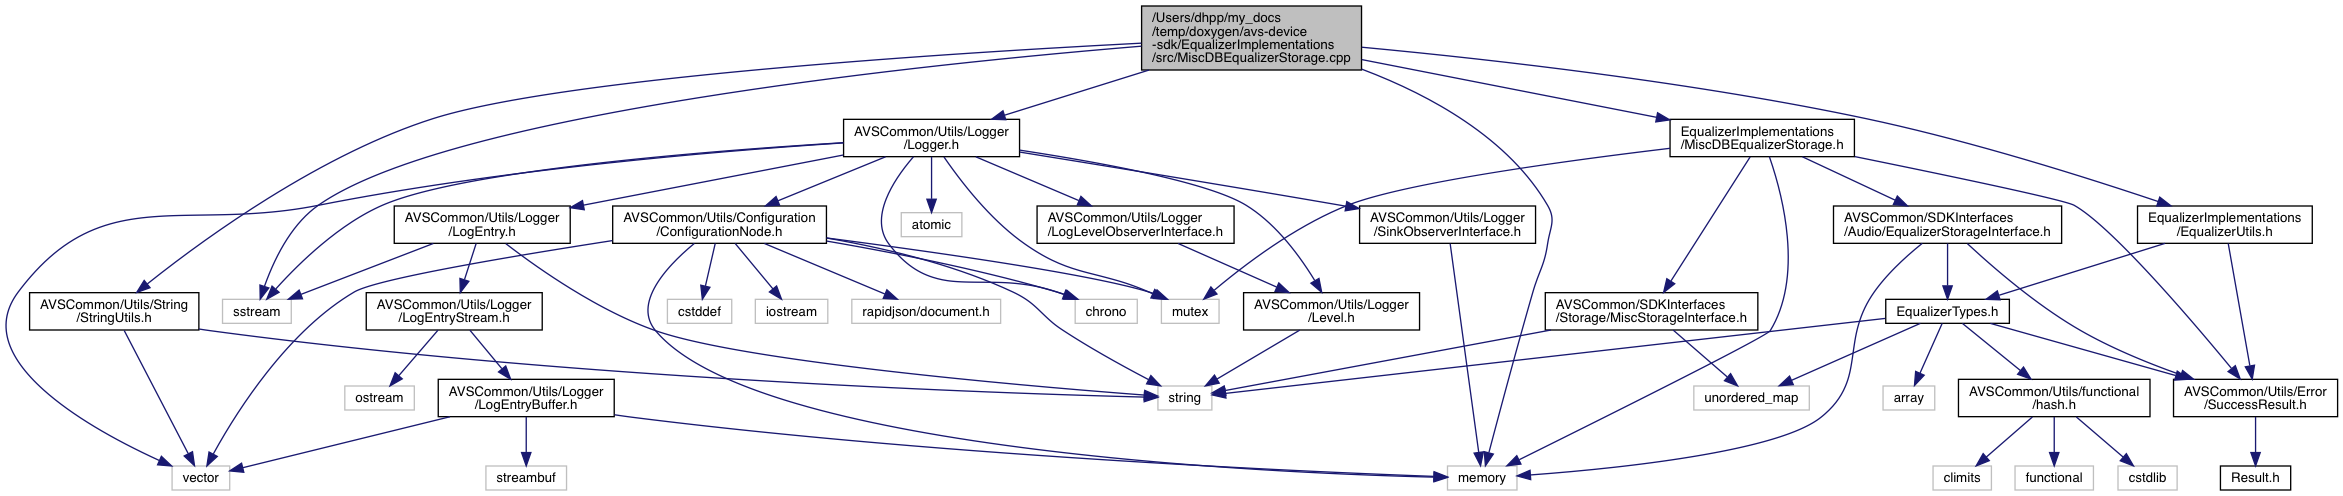 /Users/dhpp/my_docs
/temp/doxygen/avs-device
-sdk/EqualizerImplementations
/src/MiscDBEqualizerStorage.cpp
AVSCommon/Utils/Logger
/Logger.h
EqualizerImplementations
/MiscDBEqualizerStorage.h
AVSCommon/Utils/Logger
/LogEntry.h
AVSCommon/Utils/Configuration
/ConfigurationNode.h
atomic
AVSCommon/Utils/Logger
/LogLevelObserverInterface.h
AVSCommon/Utils/Logger
/SinkObserverInterface.h
AVSCommon/SDKInterfaces
/Audio/EqualizerStorageInterface.h
EqualizerImplementations
/EqualizerUtils.h
AVSCommon/Utils/String
/StringUtils.h
sstream
AVSCommon/Utils/Logger
/LogEntryStream.h
cstddef
iostream
rapidjson/document.h
chrono
mutex
AVSCommon/Utils/Logger
/Level.h
AVSCommon/SDKInterfaces
/Storage/MiscStorageInterface.h
EqualizerTypes.h
ostream
AVSCommon/Utils/Logger
/LogEntryBuffer.h
string
unordered_map
array
AVSCommon/Utils/functional
/hash.h
AVSCommon/Utils/Error
/SuccessResult.h
vector
streambuf
memory
climits
functional
cstdlib
Result.h